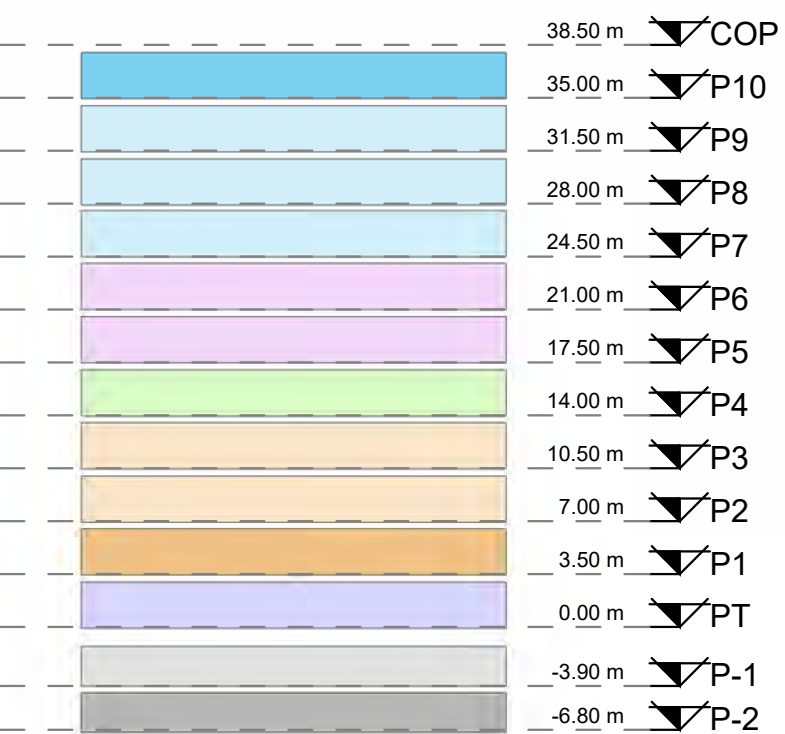 38.50 m COP
35.00 m P10
31.50 m P9
28.00 m P8
24.50 m P7
21.00 m P6
17.50 m P5
14.00 m P4
10.50 m P3
7.00 m P2
3.50 m P1
0.00 m PT
-3.90 m P-1
-6.80 m P-2